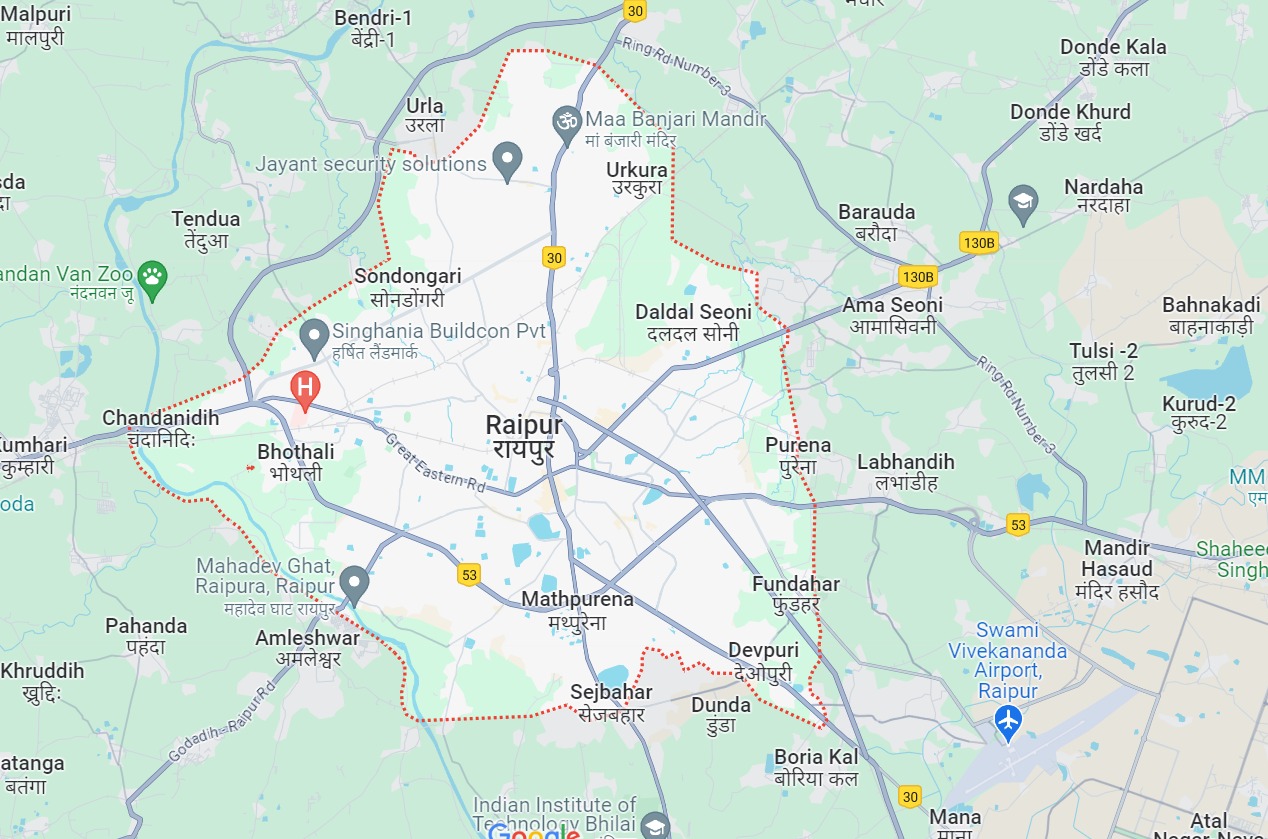 Malpuri
मालपुरी
Bendri-1
बेंद्री-1
30
Ring Rd Number-3
Donde Kala
डोंडे कला
Urla
उरला
Maa Banjari Mandir
मां बंजारी मंदिर
Donde Khurd
डोंडे खर्द
Jayant security solutions
Urkura
उरकुरा
Nardaha
नरदाहा
Tendua
तेंदुआ
Barauda
बरौदा
130B
30
130B
andan Van Zoo
नंदनवन जू
Sondongari
सोनडोंगरी
Daldal Seoni
दलदल सोनी
Ama Seoni
आमासिवनी
Bahnakadi
बाहनाकाड़ी
Singhania Buildcon Pvt
हर्षित लैंडमार्क
Tulsi -2
तुलसी 2
Ring Rd Number-3
H
Kurud-2
कुरुद-2
Chandanidih
चंदानिदिः
Kumhari
कुम्हारी
Raipur
रायपुर
Bhothali
भोथली
Great Eastern Rd
Purena
पुरेना
Labhandih
लभांडीह
MM
एम
oda
53
Mandir
Hasaud
मंदिर हसौद
Shahee
Singh
Mahadev Ghat,
Raipura, Raipur
महादेव घाट रायपुर
53
Mathpurena
मथ्पुरेना
Fundahar
फुडहर
Pahanda
पहंदा
Amleshwar
अमलेश्वर
Devpuri
देओपुरी
Swami
Vivekananda
Airport,
Raipur
Khruddih
खुद्दिः
Sejbahar
सेजबहार
Dunda
डुंडा
Godadih-Raipur Rd
Boria Kal
बोरिया कल
atanga
बतंगा
30
Indian Institute of
Technology Bhilai
Google
Mana
माना
Atal
Nagar-Nava